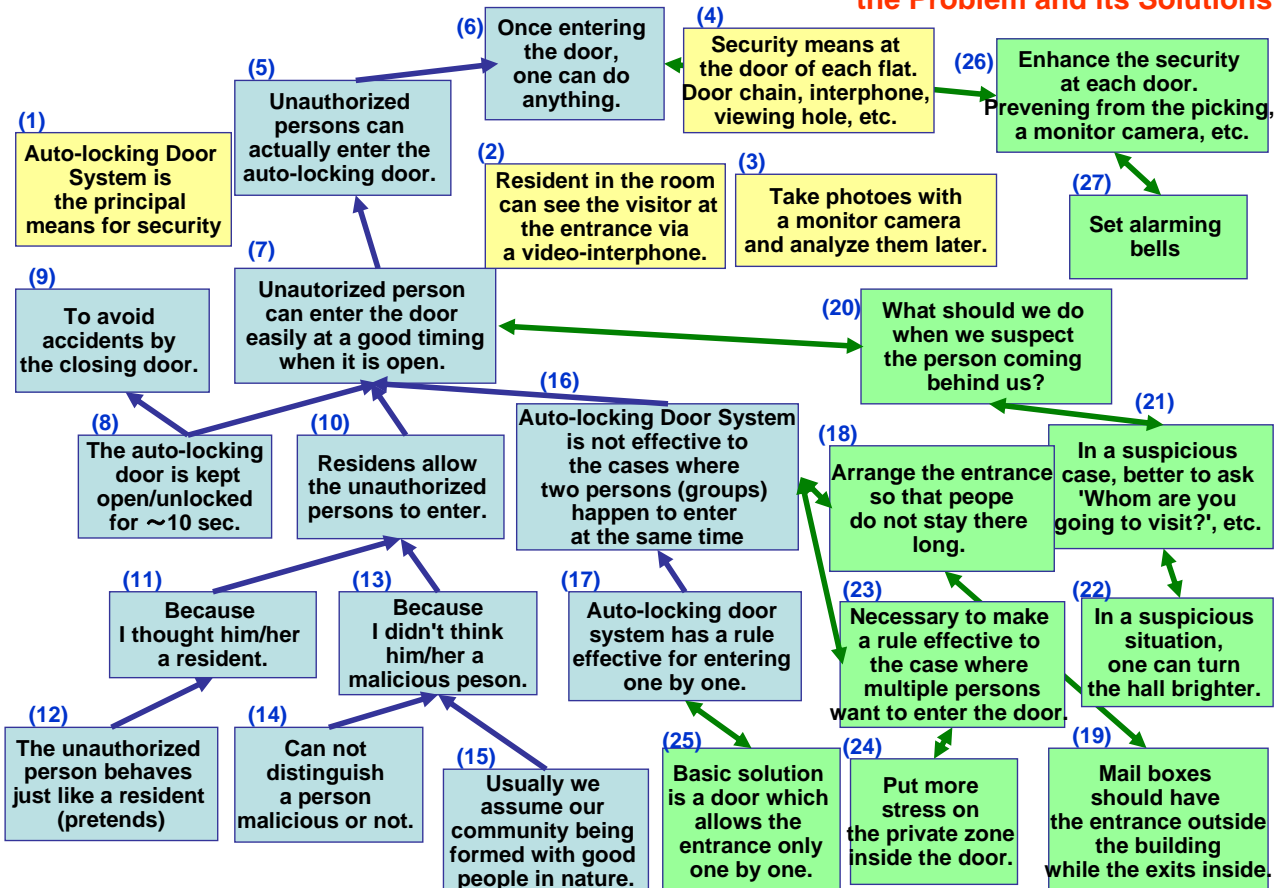 the Problem and its Solutions
(1)
Auto-locking Door
System is
the principal
means for security
(5)
Unauthorized
persons can
actually enter the
auto-locking door.
(6)
Once entering
the door,
one can do
anything.
(4)
Security means at
the door of each flat.
Door chain, interphone,
viewing hole, etc.
(26)
Enhance the security
at each door.
Prevening from the picking,
a monitor camera, etc.
(2)
Resident in the room
can see the visitor at
the entrance via
a video-interphone.
(3)
Take photoes with
a monitor camera
and analyze them later.
(27)
Set alarming
bells
(9)
To avoid
accidents by
the closing door.
(7)
Unautorized person
can enter the door
easily at a good timing
when it is open.
(20)
What should we do
when we suspect
the person coming
behind us?
(8)
The auto-locking
door is kept
open/unlocked
for ～10 sec.
(10)
Residens allow
the unauthorized
persons to enter.
(16)
Auto-locking Door System
is not effective to
the cases where
two persons (groups)
happen to enter
at the same time
(18)
Arrange the entrance
so that peope
do not stay there
long.
(21)
In a suspicious
case, better to ask
'Whom are you
going to visit?', etc.
(11)
Because
I thought him/her
a resident.
(13)
Because
I didn't think
him/her a
malicious peson.
(17)
Auto-locking door
system has a rule
effective for entering
one by one.
(23)
Necessary to make
a rule effective to
the case where
multiple persons
want to enter the door.
(22)
In a suspicious
situation,
one can turn
the hall brighter.
(12)
The unauthorized
person behaves
just like a resident
(pretends)
(14)
Can not
distinguish
a person
malicious or not.
(15)
Usually we
assume our
community being
formed with good
people in nature.
(25)
Basic solution
is a door which
allows the
entrance only
one by one.
(24)
Put more
stress on
the private zone
inside the door.
(19)
Mail boxes
should have
the entrance outside
the building
while the exits inside.